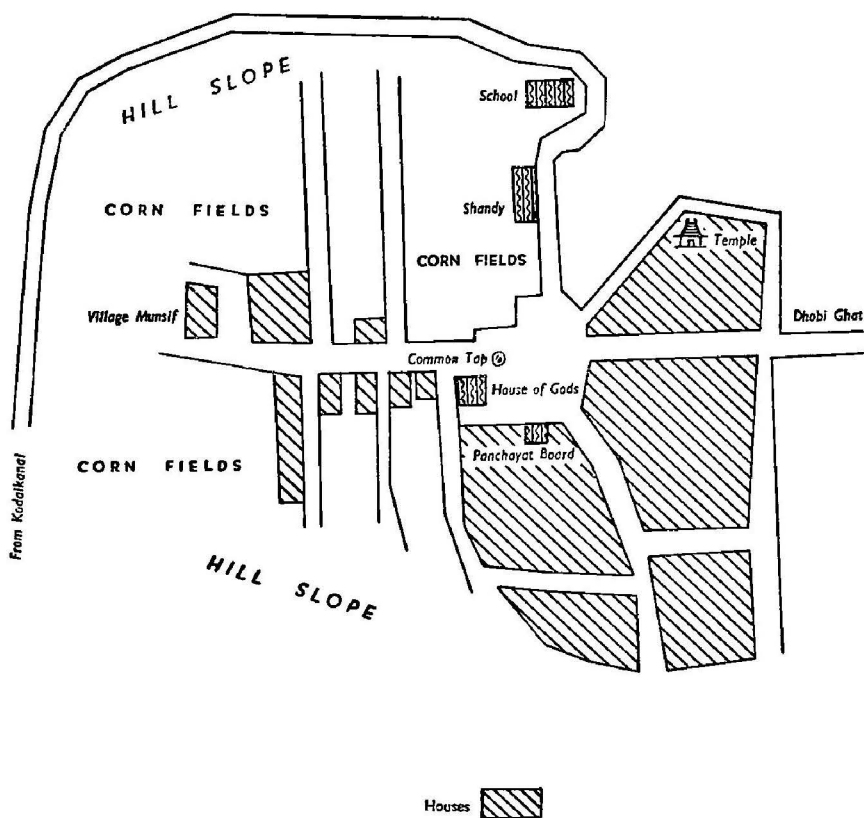 HILL SLOPE
School
CORN FIELDS
Shandy
Temple
CORN FIELDS
Village Munsif
Dhobi Ghat
Common Tap
House of Gods
Panchayat Board
CORN FIELDS
From Kodaikanal
HILL SLOPE
Houses